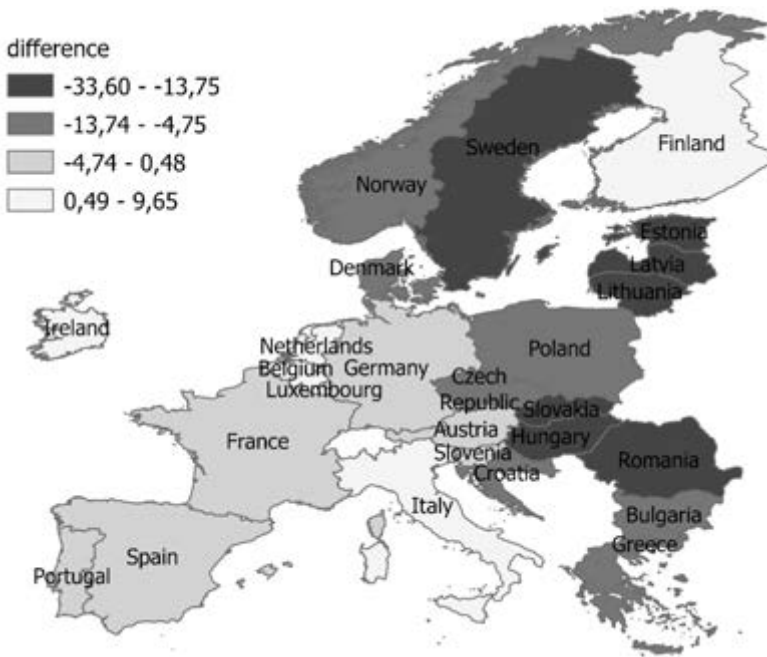 difference
-33,60 - -13,75
-13,74 - -4,75
-4,74 - 0,48
0,49 - 9,65
Sweden
Finland
Norway
Estonia
Latvia
Denmark
Lithuania
Ireland
Netherlands
Poland
Belgium Germany
Luxembourg
Czech
Republic
Slovakia
Austria
Hungary
France
Slovenia
Romania
Croatia
Italy
Bulgaria
Greece
Spain
Portugal